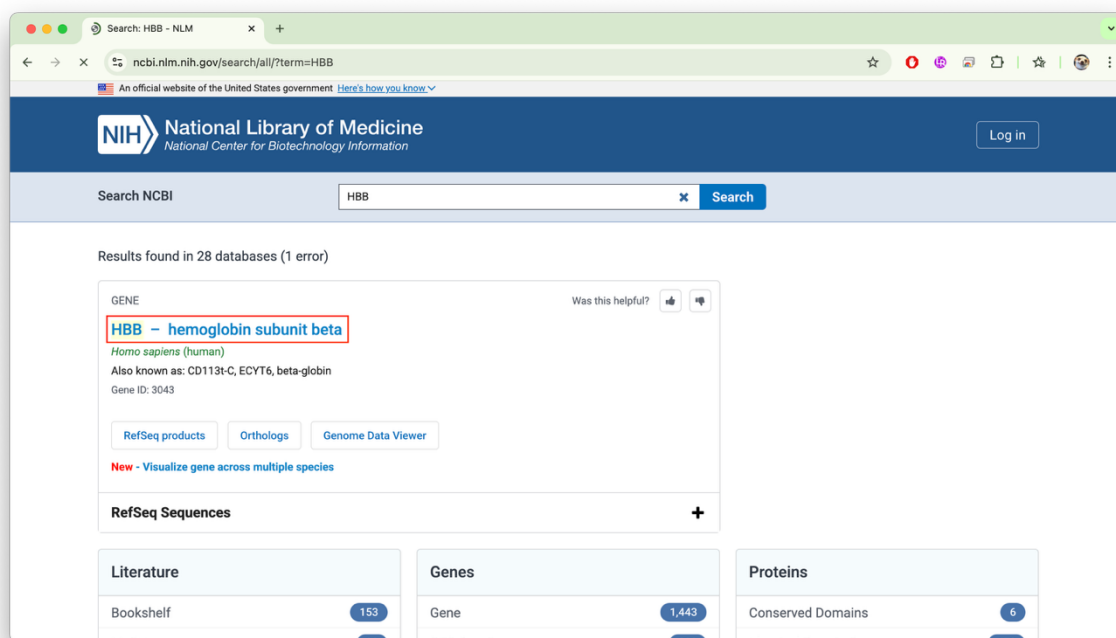 Search: HBB - NLM
ncbi.nlm.nih.gov/search/all/?term=HBB
An official website of the United States government Here's how you know
NIH National Library of Medicine
National Center for Biotechnology Information
Log in
Search NCBI
HBB
Search
Results found in 28 databases (1 error)
GENE
Was this helpful?
HBB – hemoglobin subunit beta
Homo sapiens (human)
Also known as: CD113t-C, ECYT6, beta-globin
Gene ID: 3043
RefSeq products Orthologs Genome Data Viewer
New - Visualize gene across multiple species
RefSeq Sequences
Literature
Bookshelf 153
Genes
Gene 1,443
Proteins
Conserved Domains 6